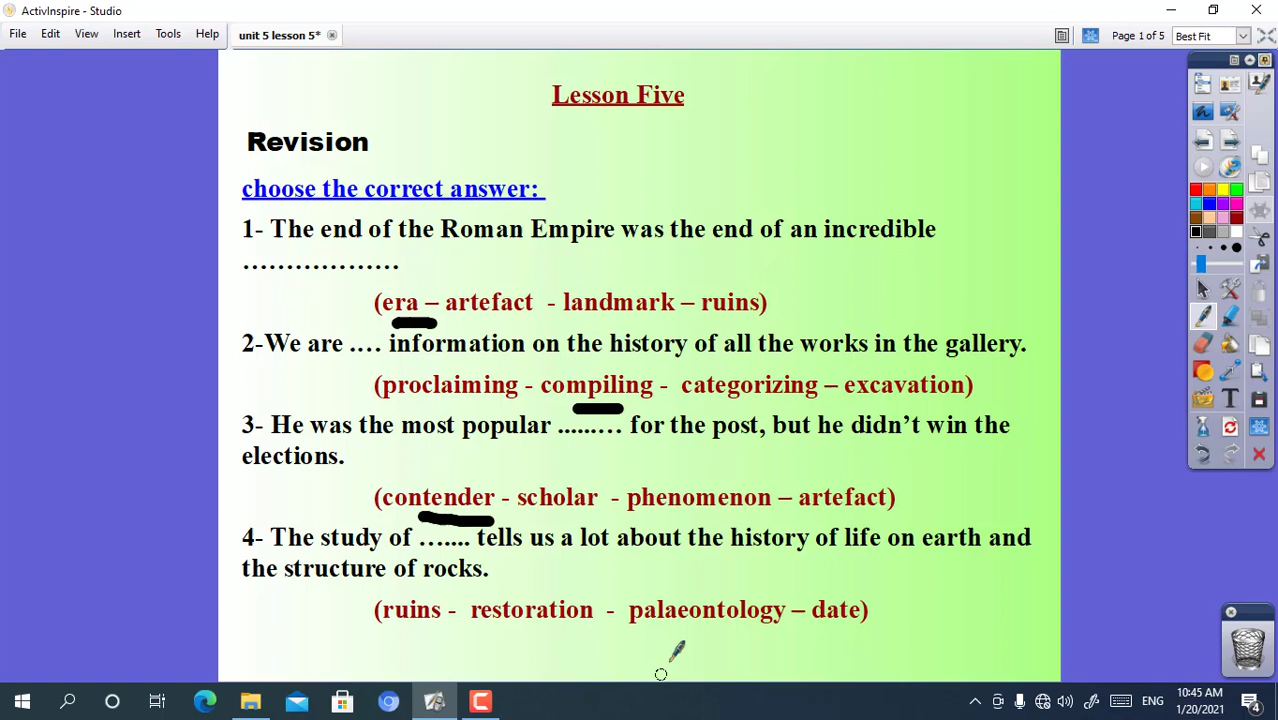 ActivInspire - Studio
File Edit View Insert Tools Help
unit 5 lesson 5*
Page 1 of 5
Best Fit
Lesson Five
Revision
choose the correct answer:
1- The end of the Roman Empire was the end of an incredible
………………
(era – artefact - landmark – ruins)
2-We are .… information on the history of all the works in the gallery.
(proclaiming - compiling - categorizing – excavation)
3- He was the most popular ......… for the post, but he didn’t win the
elections.
(contender - scholar - phenomenon – artefact)
4- The study of ….... tells us a lot about the history of life on earth and
the structure of rocks.
(ruins - restoration - palaeontology – date)
ENG
10:45 AM
1/20/2021
4